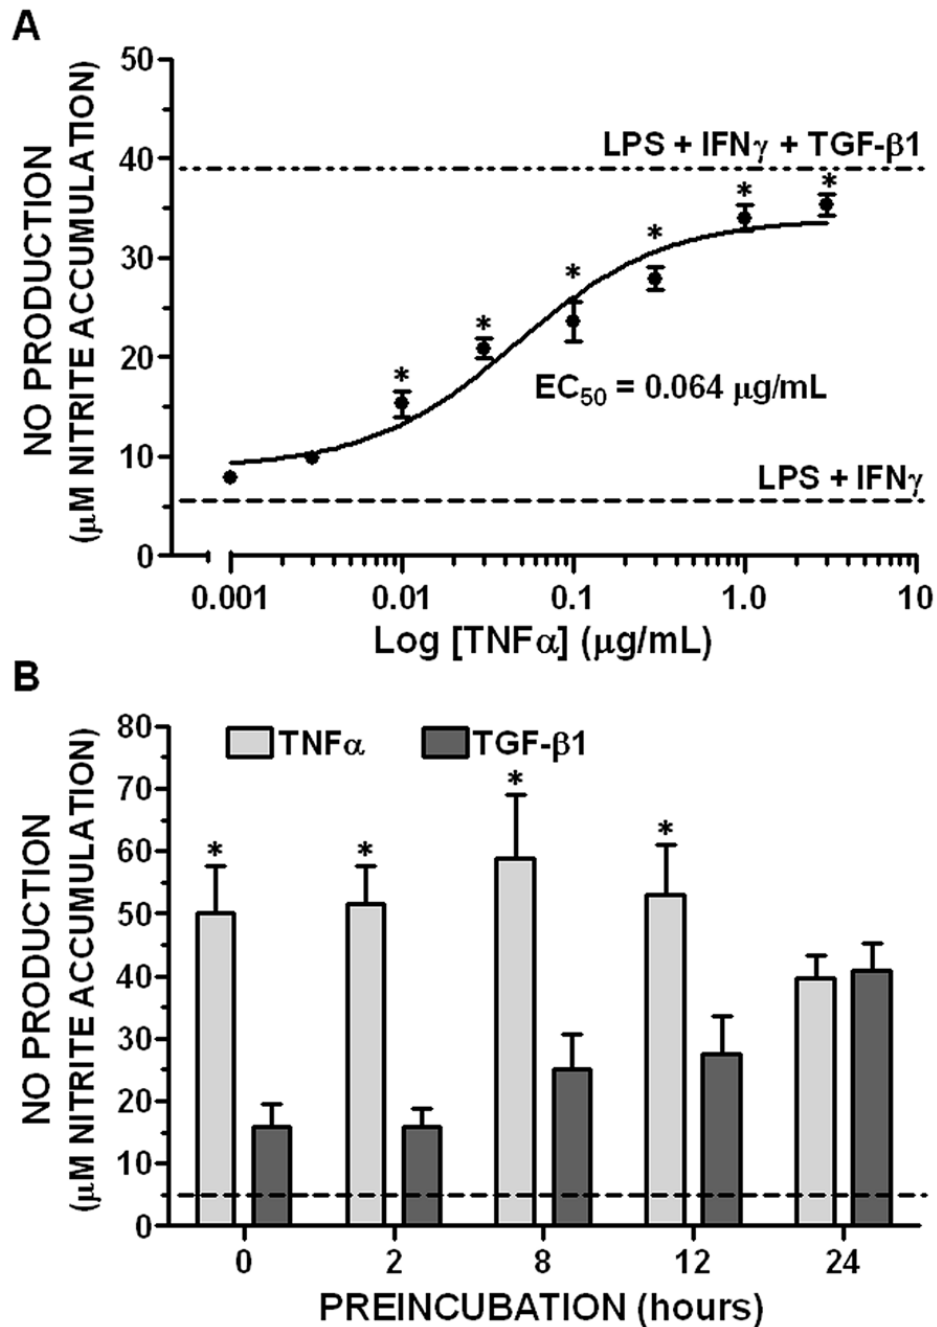 A
NO PRODUCTION
(μM NITRITE ACCUMULATION)
50
40
30
20
10
0
LPS + IFNγ + TGF-β1
* * * * * * *
EC50 = 0.064 μg/mL
LPS + IFNγ
0.001 0.01 0.1 1.0 10
Log [TNFα] (μg/mL)
B
NO PRODUCTION
(μM NITRITE ACCUMULATION)
80
70
60
50
40
30
20
10
0
TNFα TGF-β1
* * * *
0 2 8 12 24
PREINCUBATION (hours)